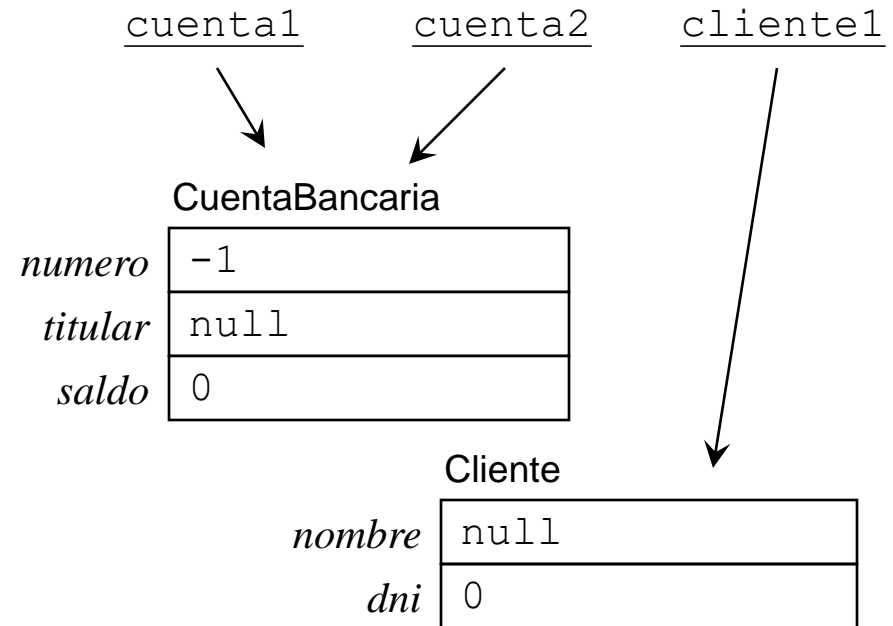 cuenta1 cuenta2 cliente1
CuentaBancaria
numero -1
titular null
saldo 0
Cliente
nombre null
dni 0